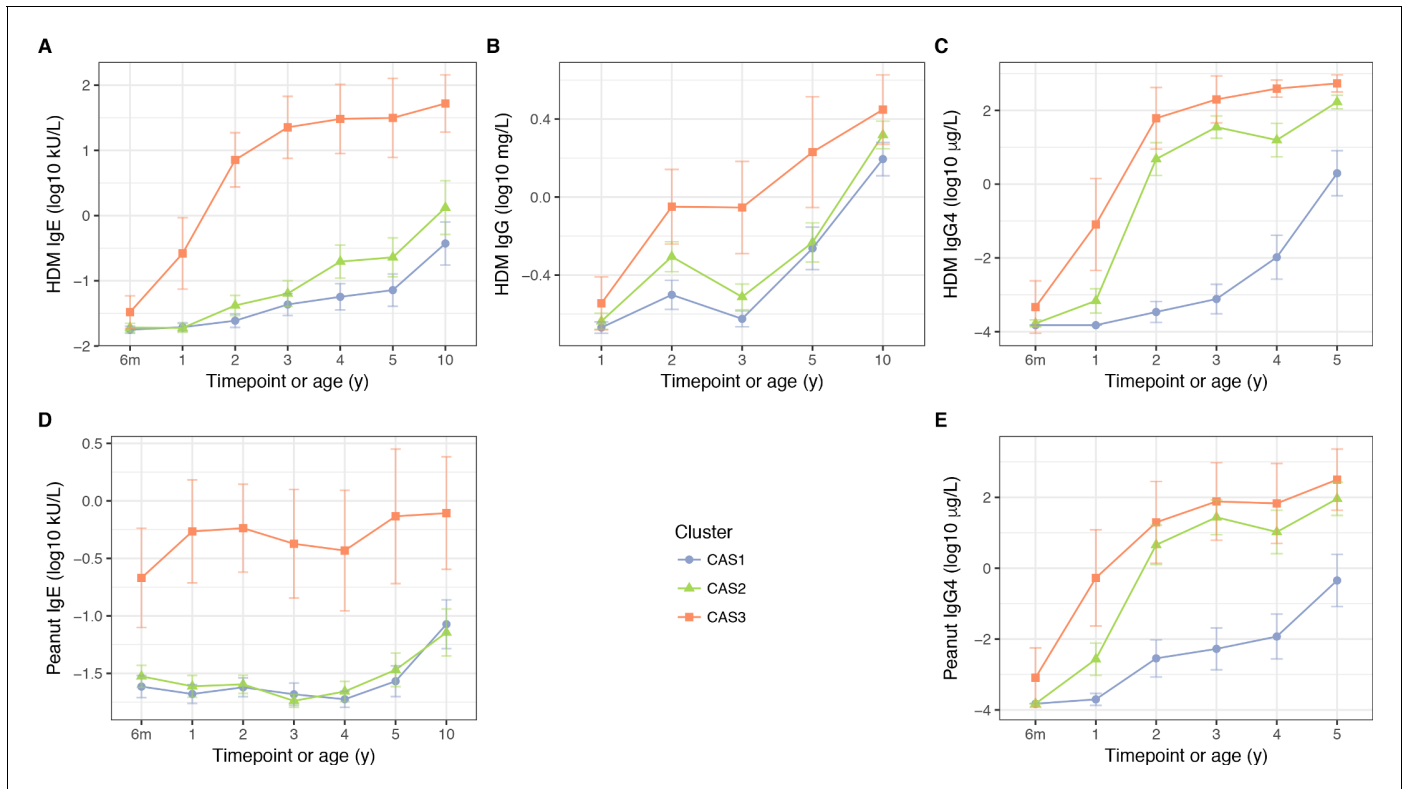 A
HDM IgE (log10 kU/L)
2
1
0
−1
−2
6m 1 2 3 4 5 10
Timepoint or age (y)
B
HDM IgG (log10 mg/L)
0.4
0.0
−0.4
1 2 3 5 10
Timepoint or age (y)
C
HDM IgG4 (log10 μg/L)
2
0
−2
−4
6m 1 2 3 4 5
Timepoint or age (y)
D
Peanut IgE (log10 kU/L)
0.5
0.0
−0.5
−1.0
−1.5
6m 1 2 3 4 5 10
Timepoint or age (y)
Cluster
CAS1
CAS2
CAS3
E
Peanut IgG4 (log10 μg/L)
2
0
−2
−4
6m 1 2 3 4 5
Timepoint or age (y)